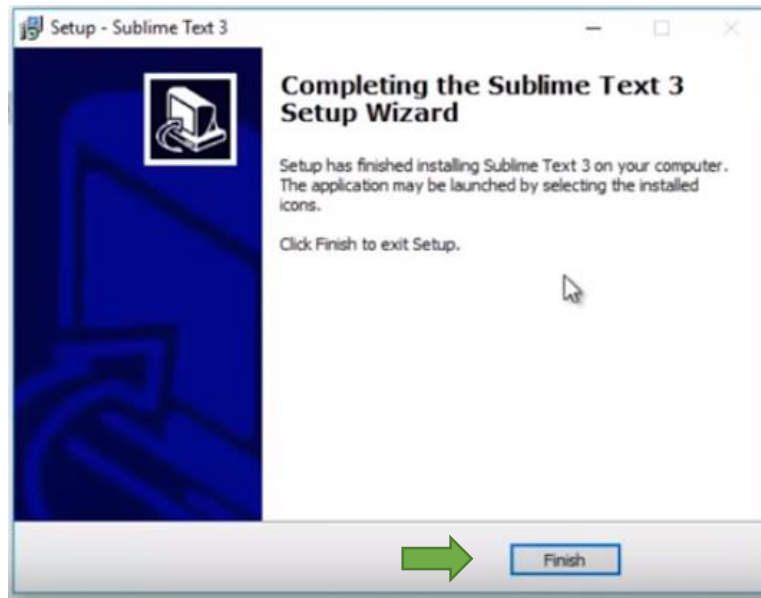 Setup - Sublime Text 3
Completing the Sublime Text 3
Setup Wizard
Setup has finished installing Sublime Text 3 on your computer.
The application may be launched by selecting the installed
icons.
Click Finish to exit Setup.
Finish